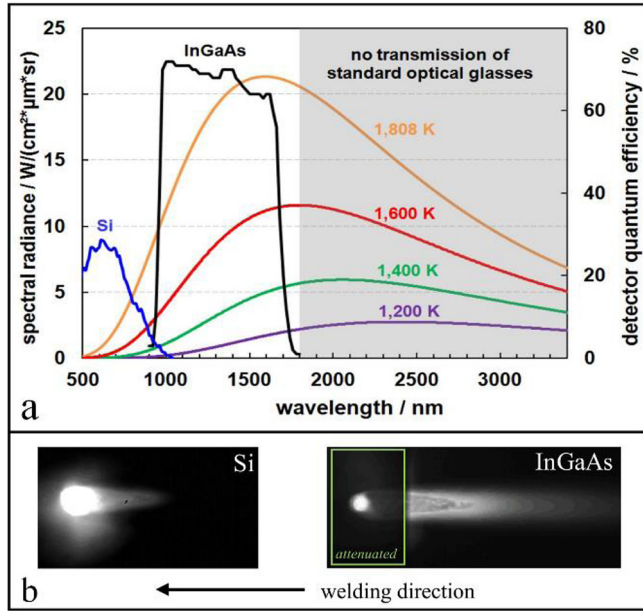 25
20
15
10
5
0
spectral radiance / W/(cm²*µm*sr)
InGaAs
Si
no transmission of
standard optical glasses
1,808 K
1,600 K
1,400 K
1,200 K
80
60
40
20
0
detector quantum efficiency / %
500 1000 1500 2000 2500 3000
wavelength / nm
a
Si
InGaAs
attenuated
b
welding direction